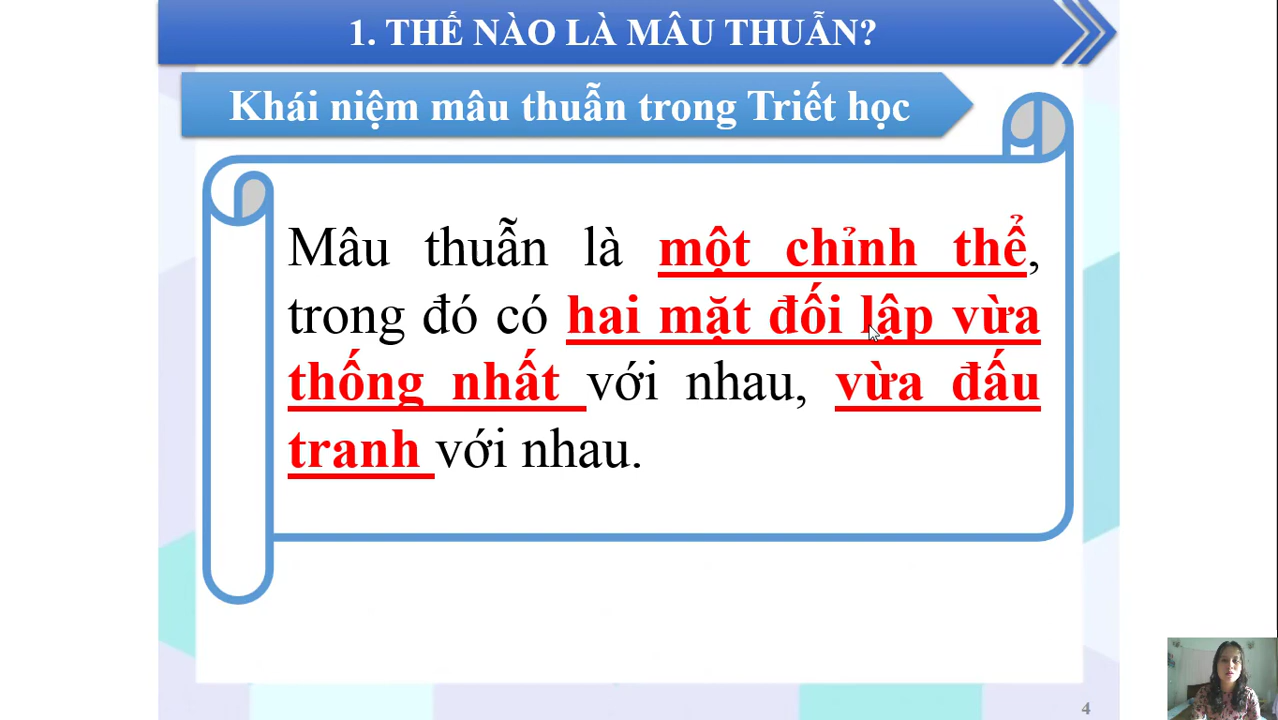 1. THẾ NÀO LÀ MÂU THUẪN?
Khái niệm mâu thuẫn trong Triết học
Mâu thuẫn là một chỉnh thể,
trong đó có hai mặt đối lập vừa
thống nhất với nhau, vừa đấu
tranh với nhau.
4